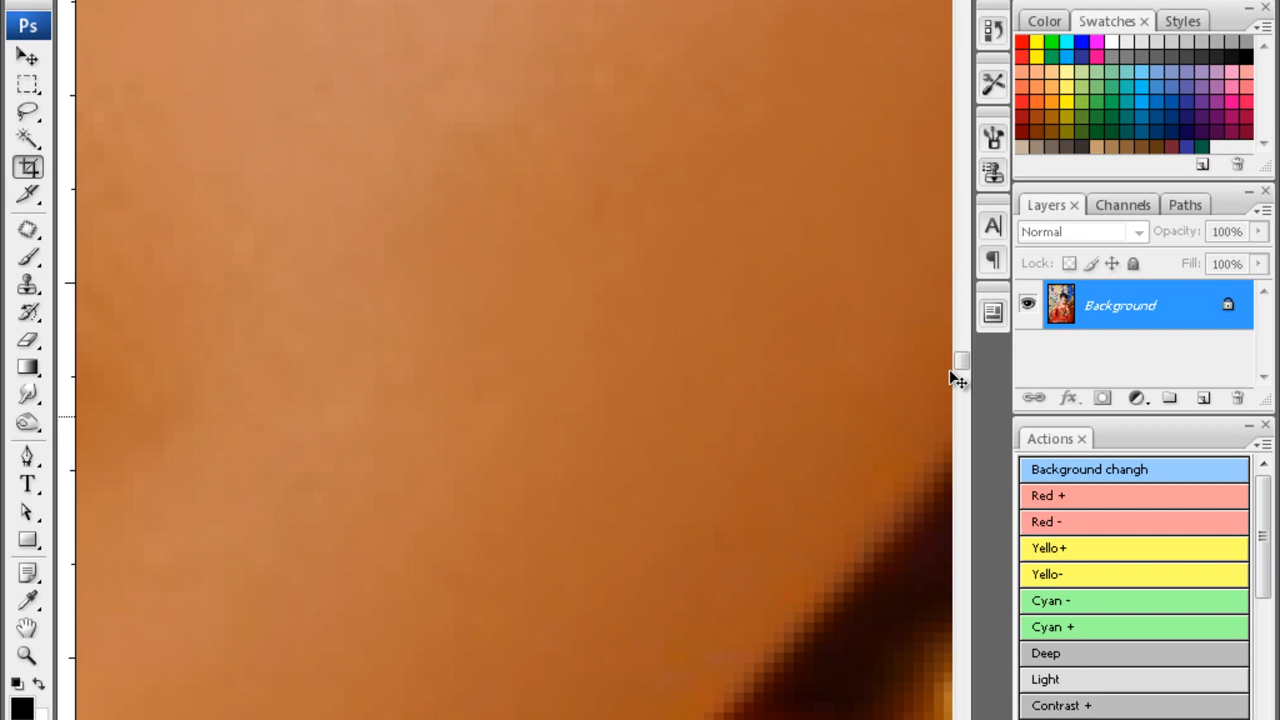 Ps
Color
Swatches ×
Styles
Layers ×
Channels
Paths
Normal
Opacity: 100%
Lock:
Fill: 100%
Background
fx
A
T
Actions ×
Background changh
Red +
Red -
Yello+
Yello-
Cyan -
Cyan +
Deep
Light
Contrast +